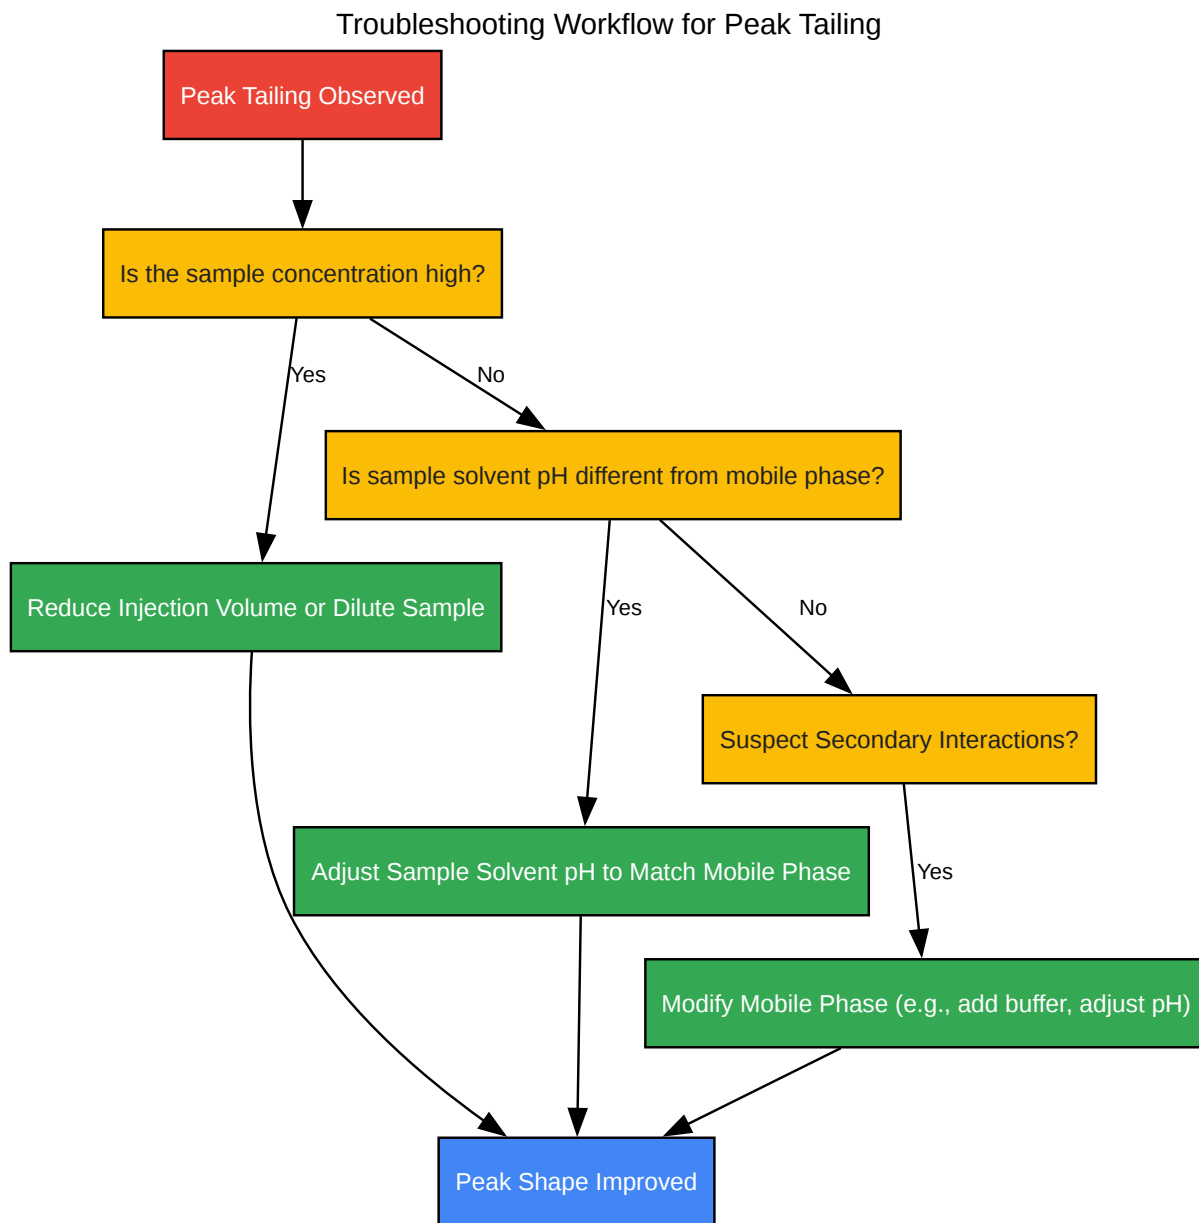 Troubleshooting Workflow for Peak Tailing
Peak Tailing Observed
Is the sample concentration high?
Yes
No
Is sample solvent pH different from mobile phase?
Reduce Injection Volume or Dilute Sample
Yes
No
Suspect Secondary Interactions?
Adjust Sample Solvent pH to Match Mobile Phase
Yes
Modify Mobile Phase (e.g., add buffer, adjust pH)
Peak Shape Improved